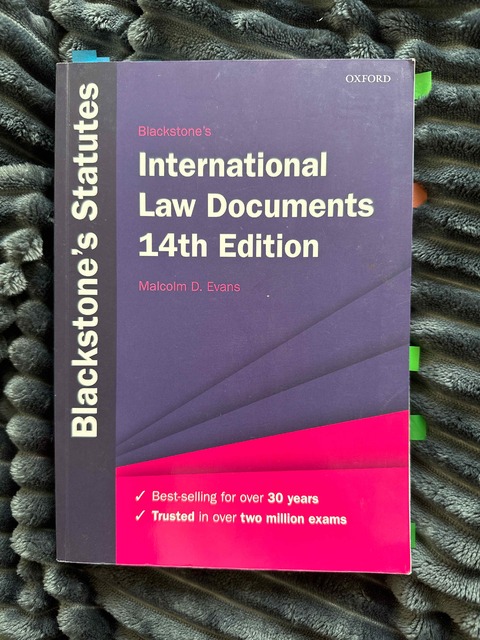 Blackstone's Statutes
OXFORD
Blackstone's
International
Law Documents
14th Edition
Malcolm D. Evans
✓ Best-selling for over 30 years
✓ Trusted in over two million exams